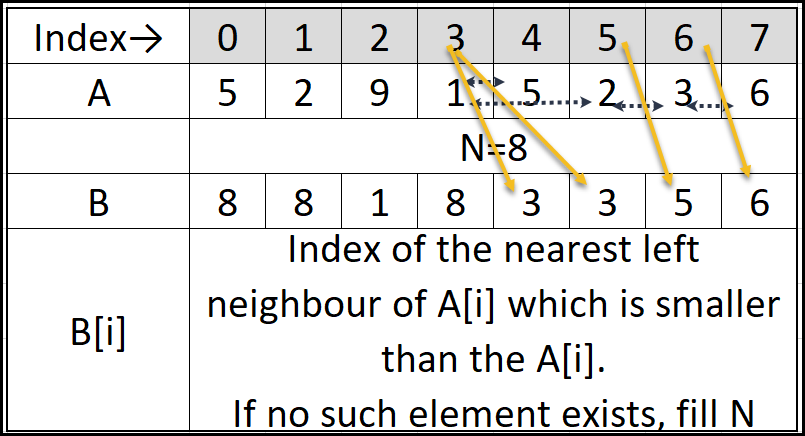 Index→ 0 1 2 3 4 5 6 7
A 5 2 9 1 5 2 3 6
N=8
B 8 8 1 8 3 3 5 6
Index of the nearest left
neighbour of A[i] which is smaller
B[i]
than the A[i].
If no such element exists, fill N